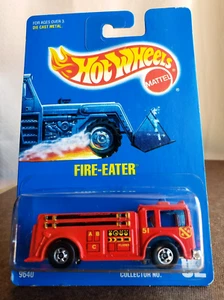 FOR AGES OVER 3
DIE CAST METAL.
Hot Wheels
MATTEL
FIRE-EATER
51
9640
COLLECTOR NO.